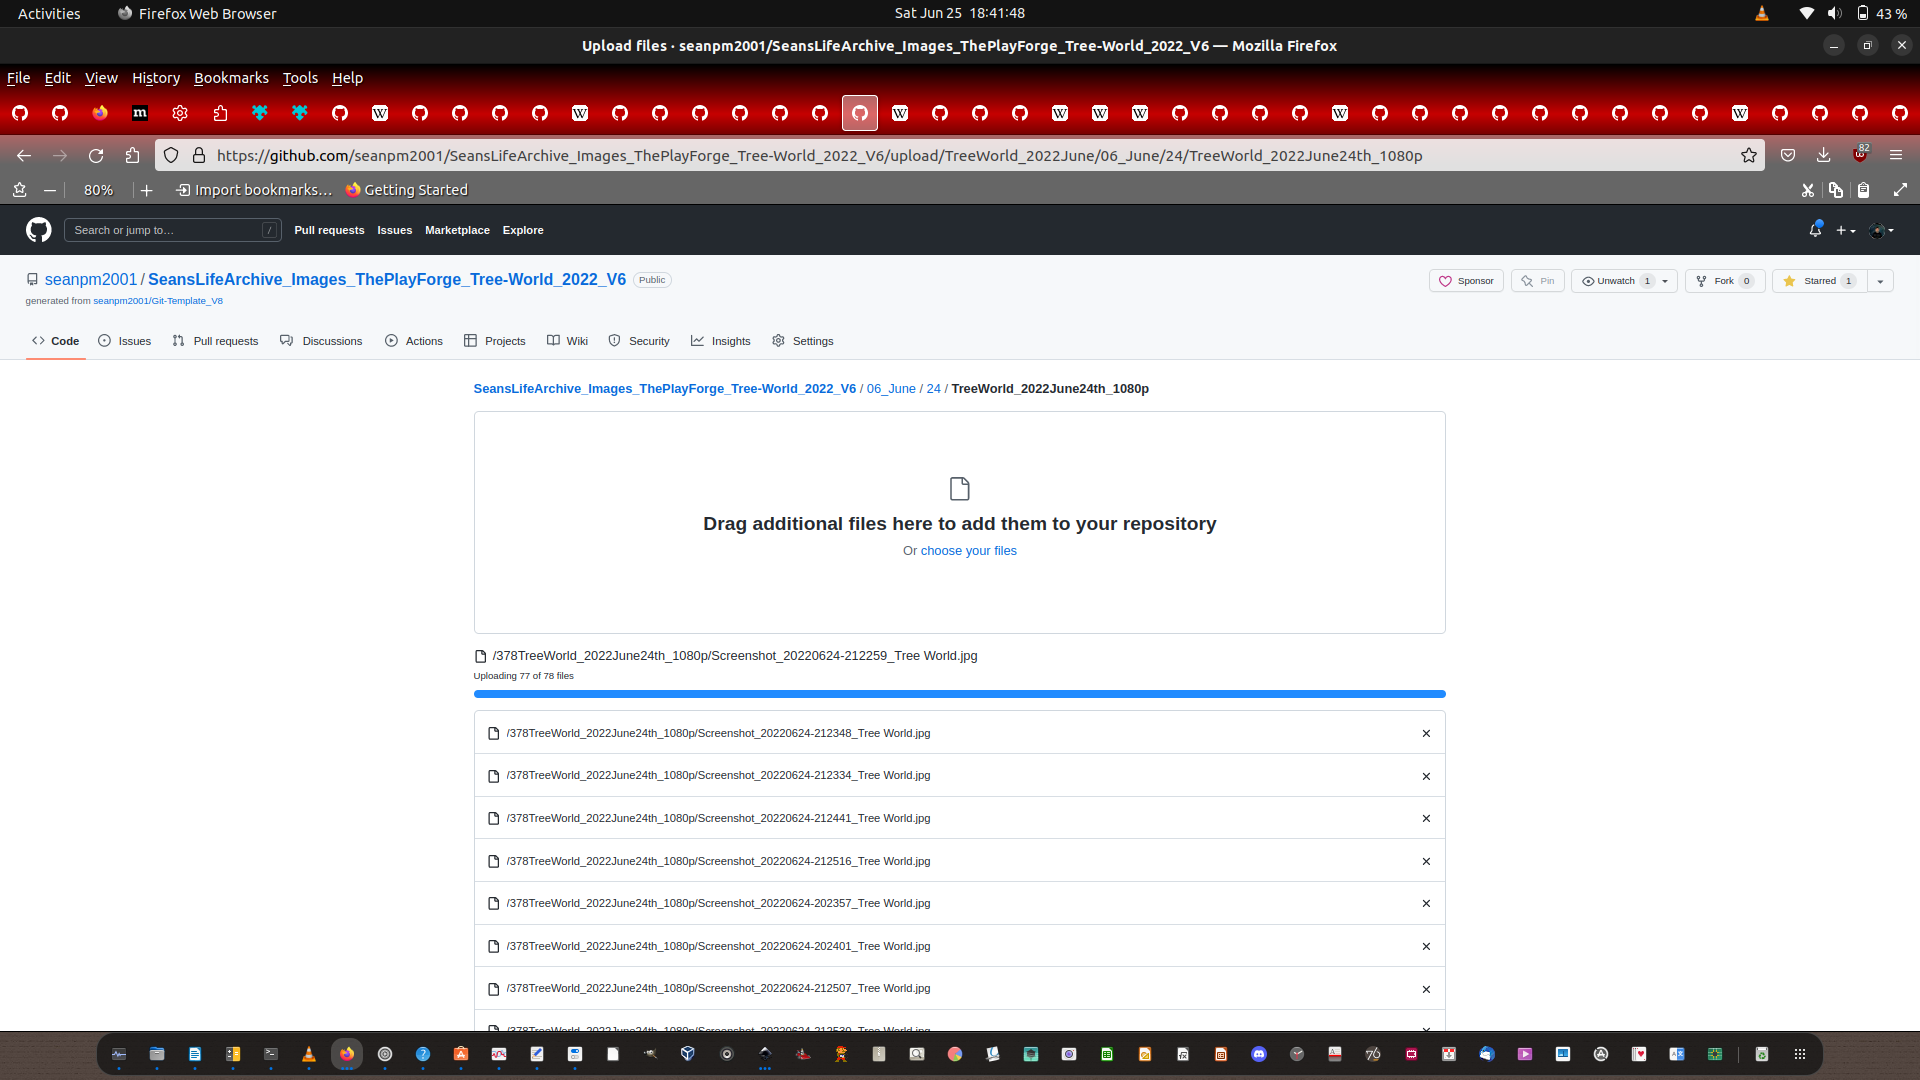 Activities Firefox Web Browser Sat Jun 25 18:41:48 43 %
Upload files · seanpm2001/SeansLifeArchive_Images_ThePlayForge_Tree-World_2022_V6 — Mozilla Firefox
File Edit View History Bookmarks Tools Help
https://github.com/seanpm2001/SeansLifeArchive_Images_ThePlayForge_Tree-World_2022_V6/upload/TreeWorld_2022June/06_June/24/TreeWorld_2022June24th_1080p 82
80% Import bookmarks… Getting Started
Search or jump to… / Pull requests Issues Marketplace Explore
seanpm2001 / SeansLifeArchive_Images_ThePlayForge_Tree-World_2022_V6 Public Sponsor Pin Unwatch 1 Fork 0 Starred 1
generated from seanpm2001/Git-Template_V8
Code Issues Pull requests Discussions Actions Projects Wiki Security Insights Settings
SeansLifeArchive_Images_ThePlayForge_Tree-World_2022_V6 / 06_June / 24 / TreeWorld_2022June24th_1080p
Drag additional files here to add them to your repository
Or choose your files
/378TreeWorld_2022June24th_1080p/Screenshot_20220624-212259_Tree World.jpg
Uploading 77 of 78 files
/378TreeWorld_2022June24th_1080p/Screenshot_20220624-212348_Tree World.jpg
/378TreeWorld_2022June24th_1080p/Screenshot_20220624-212334_Tree World.jpg
/378TreeWorld_2022June24th_1080p/Screenshot_20220624-212441_Tree World.jpg
/378TreeWorld_2022June24th_1080p/Screenshot_20220624-212516_Tree World.jpg
/378TreeWorld_2022June24th_1080p/Screenshot_20220624-202357_Tree World.jpg
/378TreeWorld_2022June24th_1080p/Screenshot_20220624-202401_Tree World.jpg
/378TreeWorld_2022June24th_1080p/Screenshot_20220624-212507_Tree World.jpg
/378TreeWorld_2022June24th_1080p/Screenshot_20220624-212530_Tree World.jpg